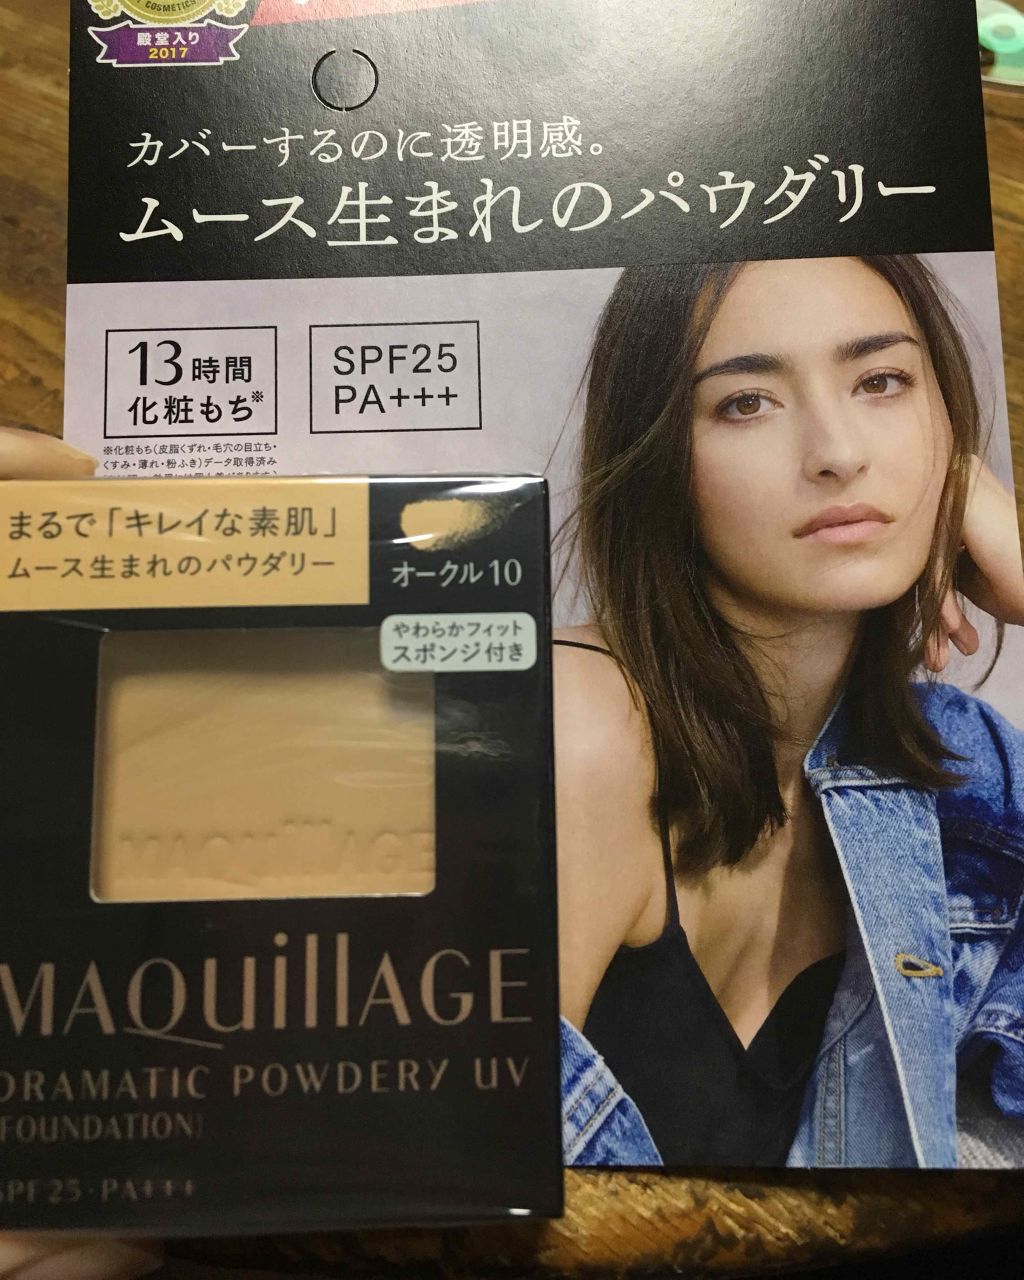 COSMETICS
殿堂入り
2017
カバーするのに透明感。
ムース生まれのパウダリー
13時間
化粧もち※
SPF25
PA+++
※化粧もち(皮脂くずれ・毛穴の目立ち・
くすみ・薄れ・粉ふき)データ取得済み
まるで「キレイな素肌」
ムース生まれのパウダリー
オークル10
やわらかフィット
スポンジ付き
MAQuillAGE
MAQuillAGE
DRAMATIC POWDERY UV
(FOUNDATION)
SPF25・PA+++